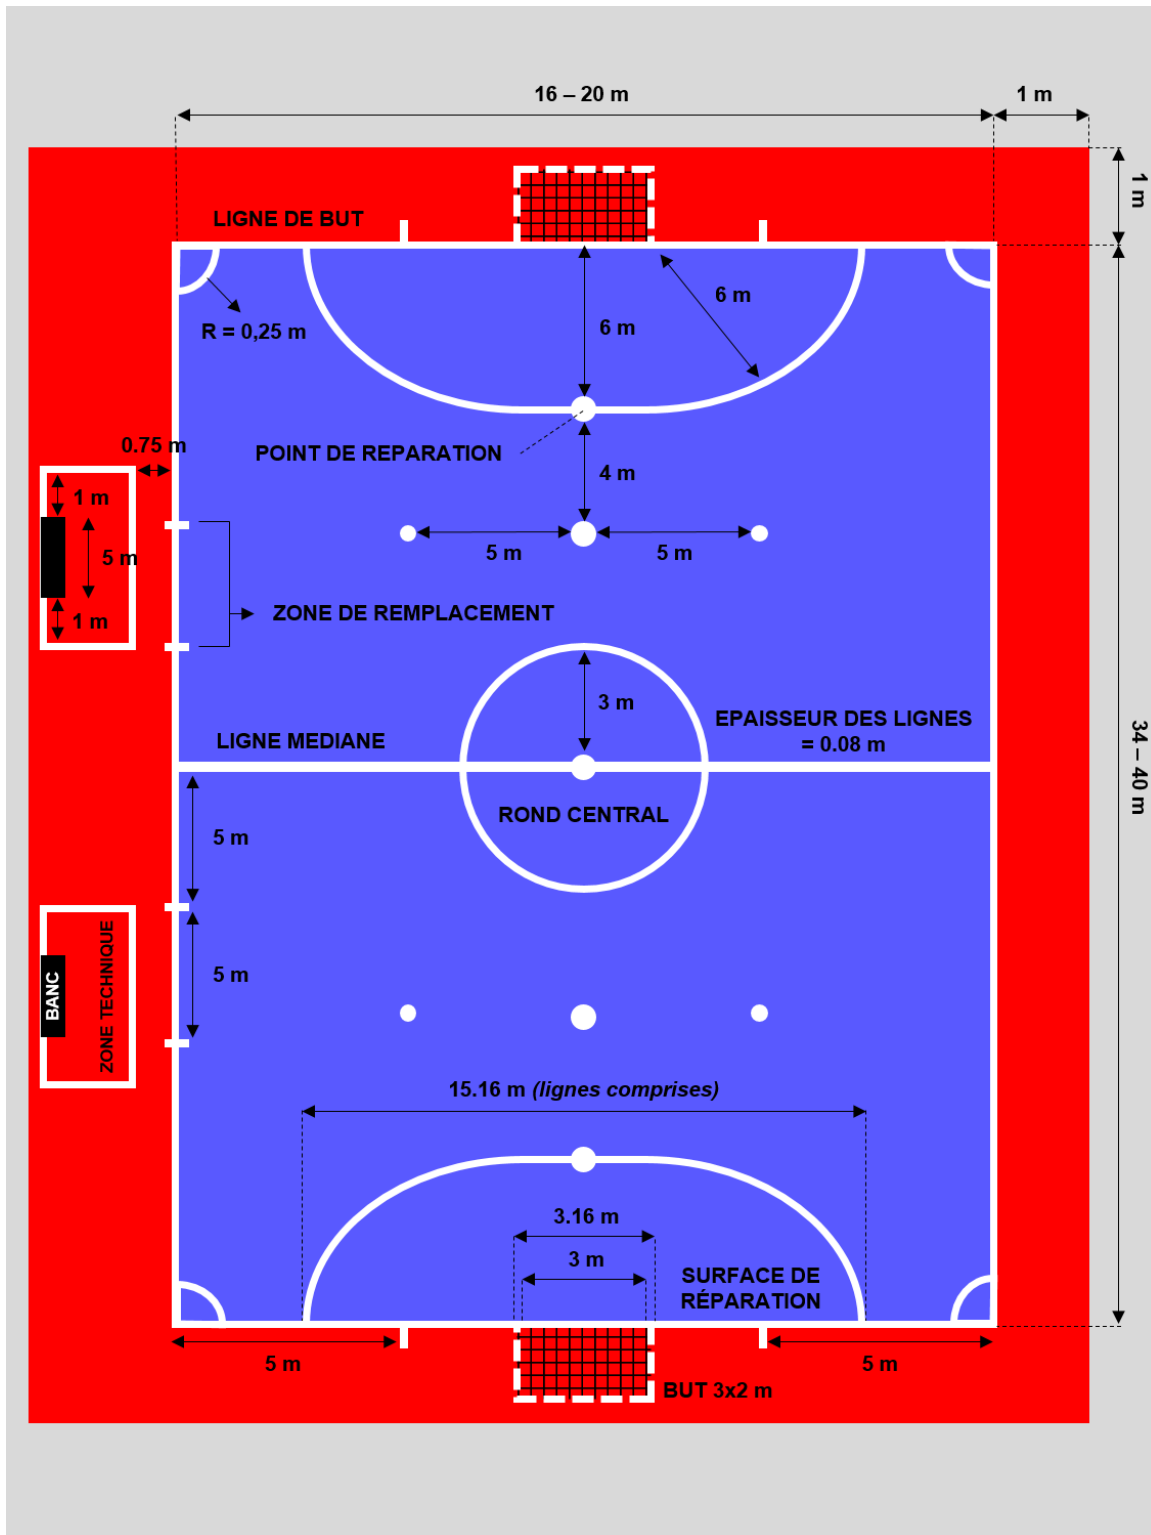 16 – 20 m
1 m
1 m
LIGNE DE BUT
6 m
6 m
R = 0,25 m
0.75 m
POINT DE REPARATION
4 m
1 m
5 m
5 m
5 m
1 m
ZONE DE REMPLACEMENT
3 m
EPAISSEUR DES LIGNES
= 0.08 m
LIGNE MEDIANE
34 – 40 m
ROND CENTRAL
5 m
5 m
BANC
ZONE TECHNIQUE
15.16 m (lignes comprises)
3.16 m
3 m
SURFACE DE
RÉPARATION
5 m
5 m
BUT 3x2 m